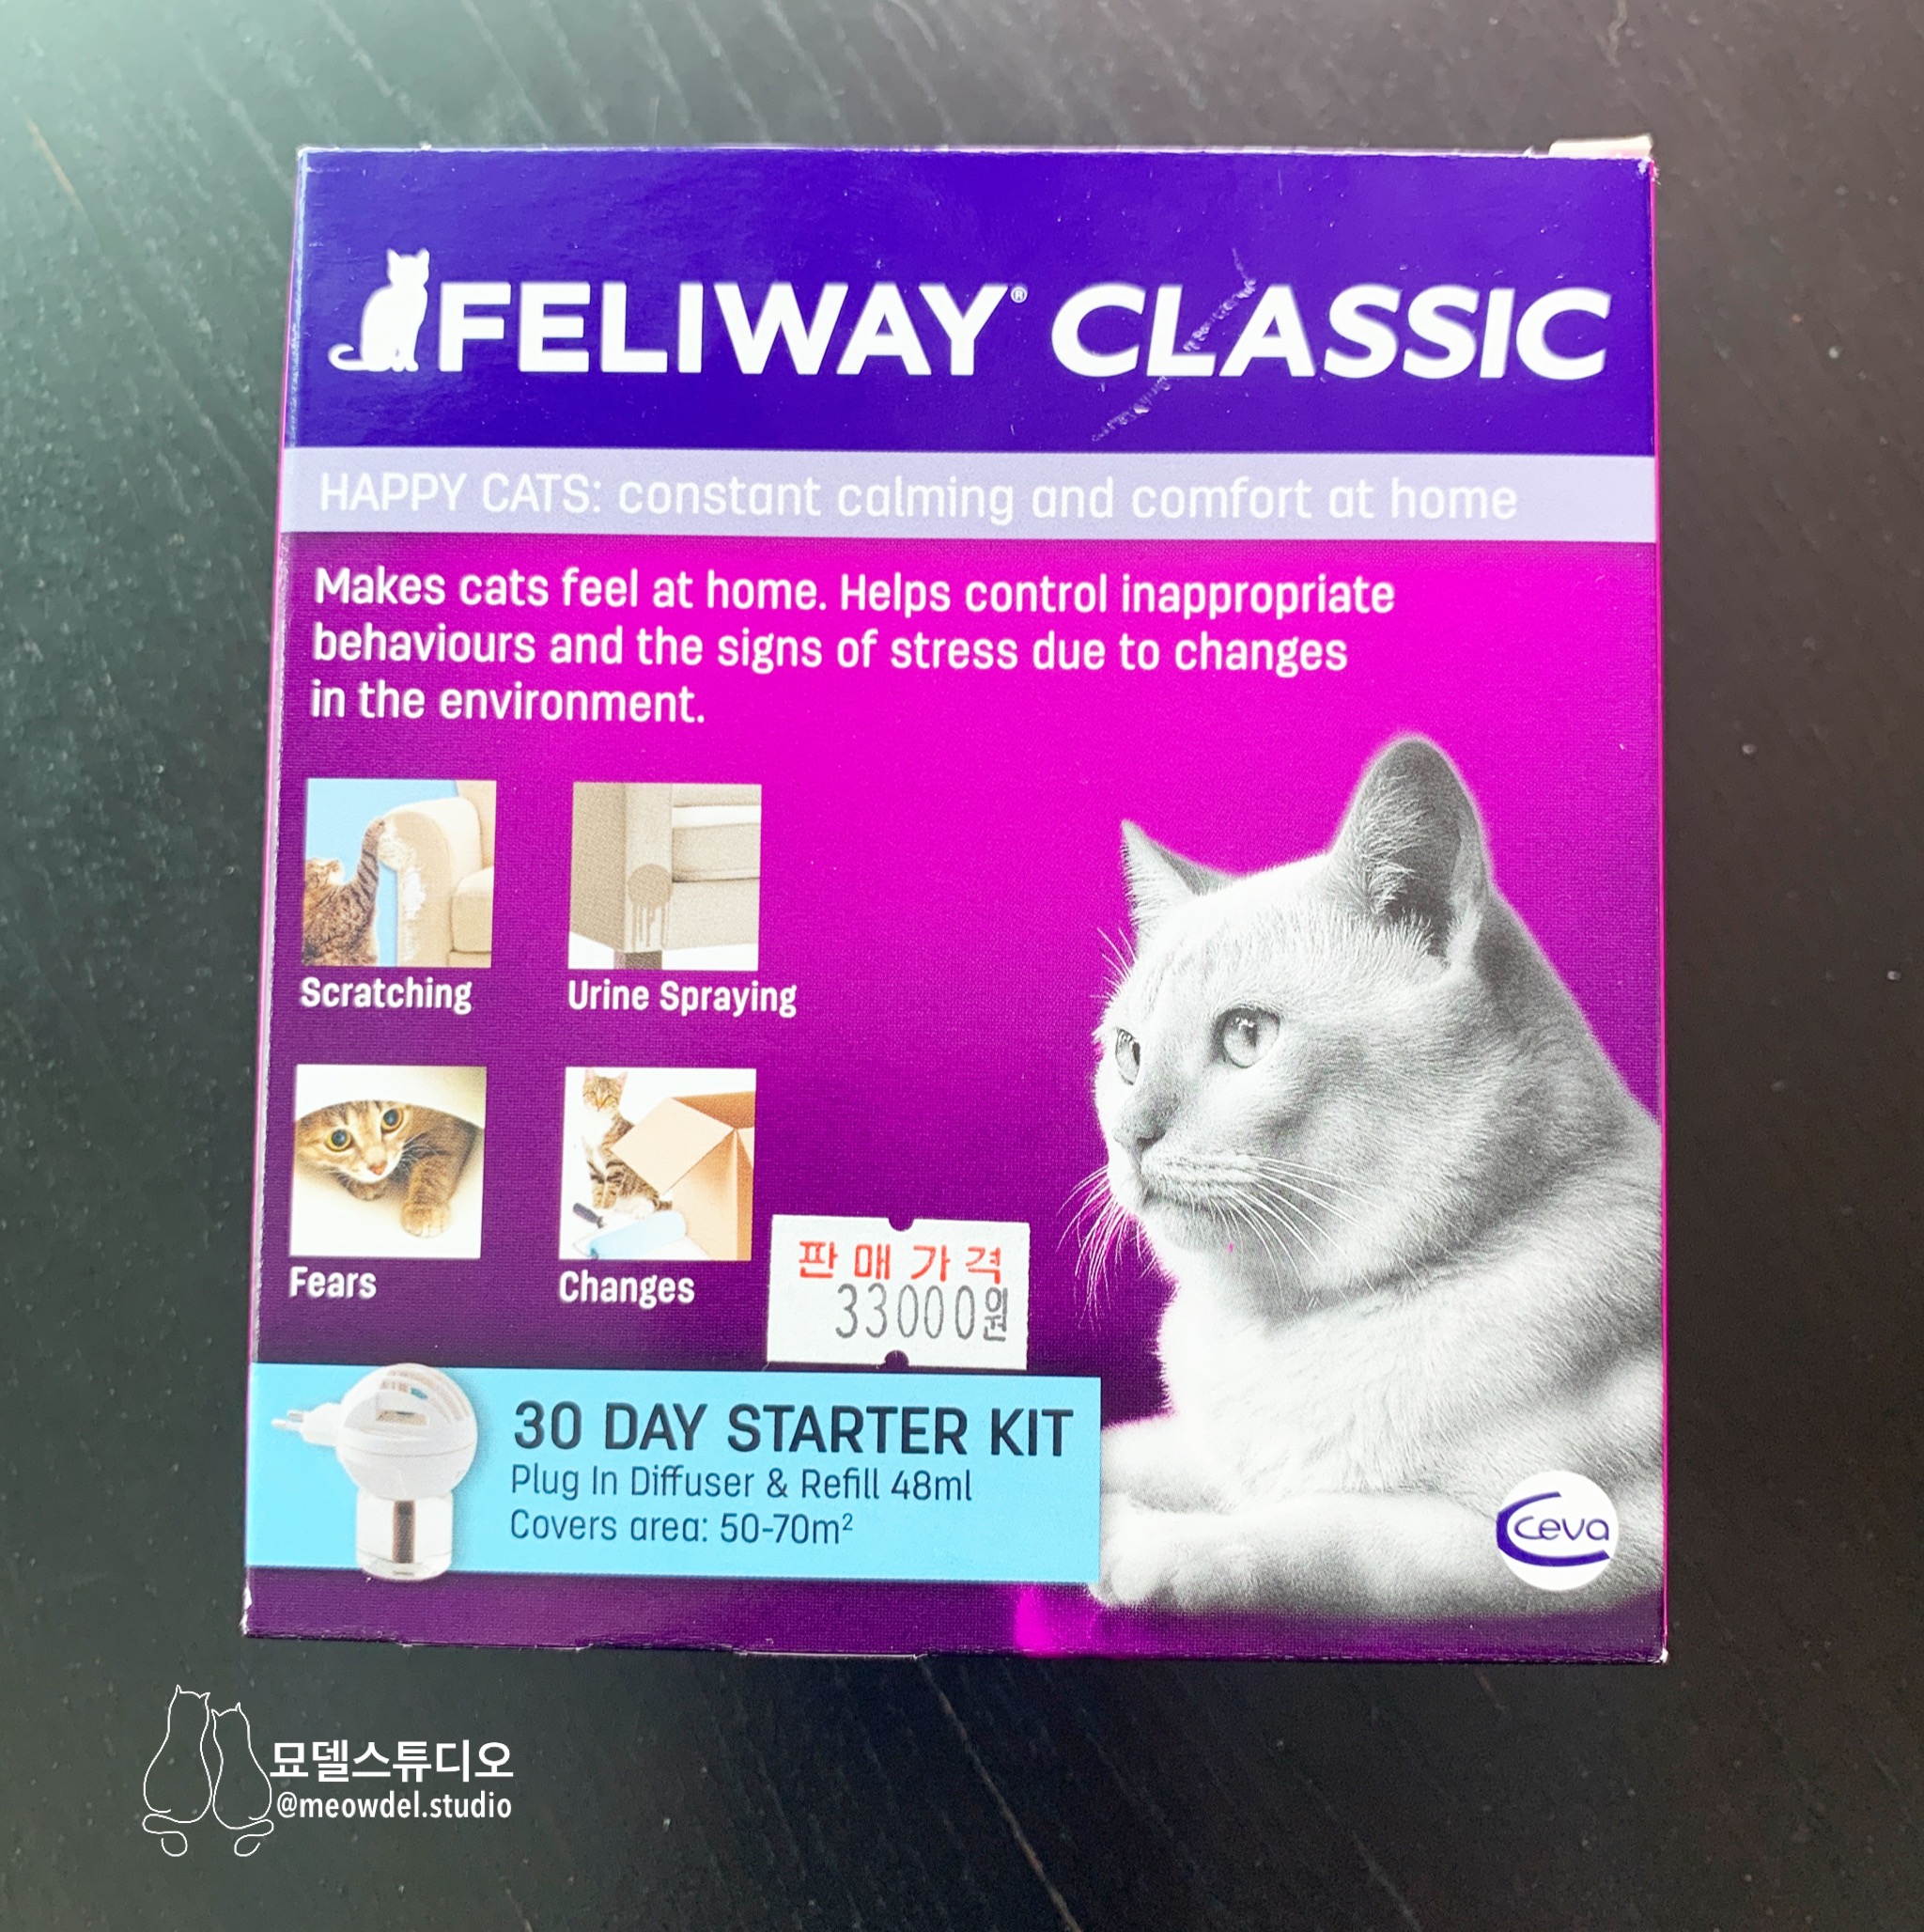 FELIWAY® CLASSIC
HAPPY CATS: constant calming and comfort at home
Makes cats feel at home. Helps control inappropriate
behaviours and the signs of stress due to changes
in the environment.
Scratching
Urine Spraying
Fears
Changes
판매가격
33000원
30 DAY STARTER KIT
Plug In Diffuser & Refill 48ml
Covers area: 50-70m²
ceva
묘델스튜디오
@meowdel.studio